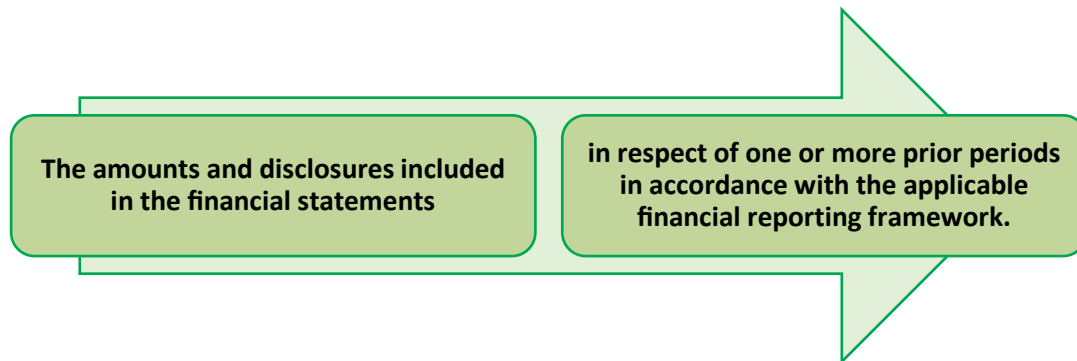 The amounts and disclosures included
in the financial statements
in respect of one or more prior periods
in accordance with the applicable
financial reporting framework.